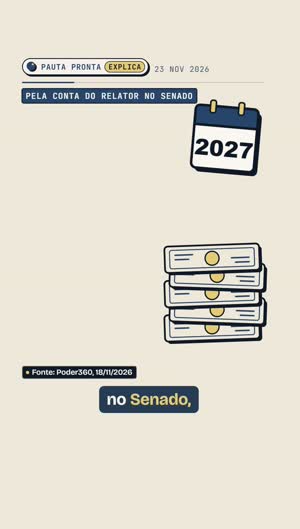 PAUTA PRONTA EXPLICA 23 NOV 2026
PELA CONTA DO RELATOR NO SENADO
2027
Fonte: Poder360, 18/11/2026
no Senado,